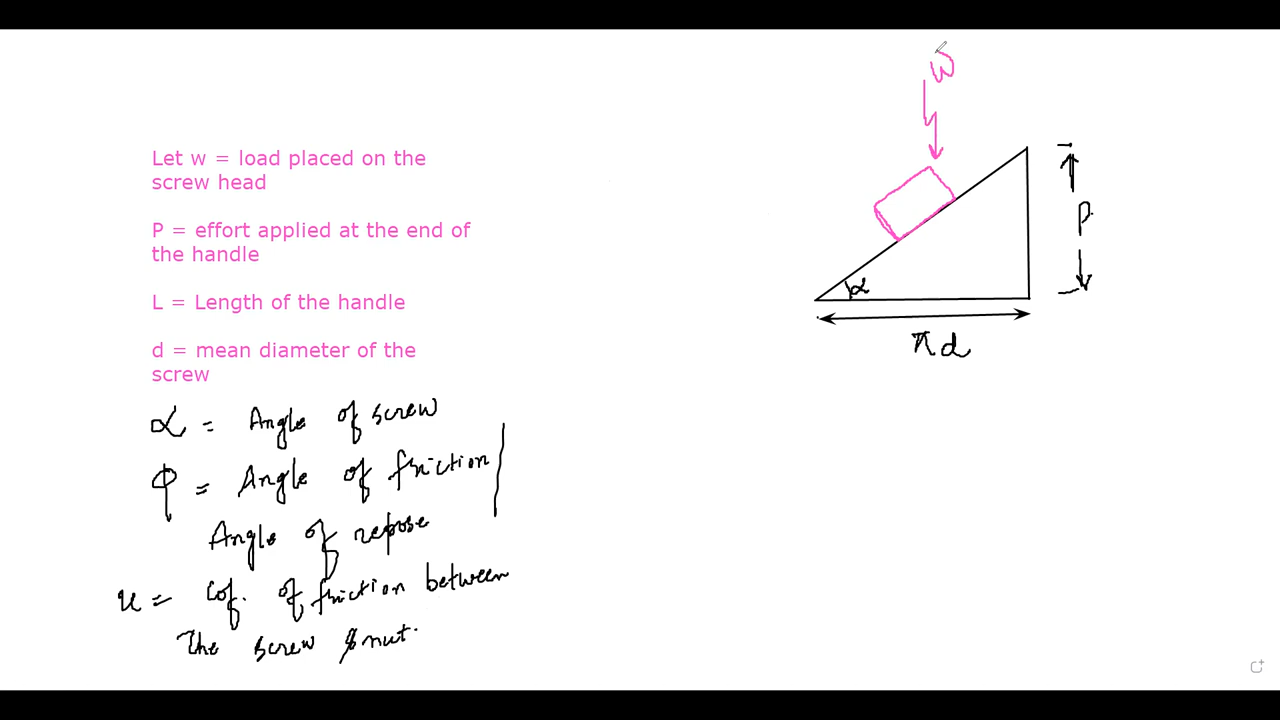 Let w = load placed on the
screw head
P = effort applied at the end of
the handle
L = Length of the handle
d = mean diameter of the
screw
α = Angle of screw
φ = Angle of friction |
Angle of repose
u = Cof. of friction between
The screw & nut.
W
α
P
πd